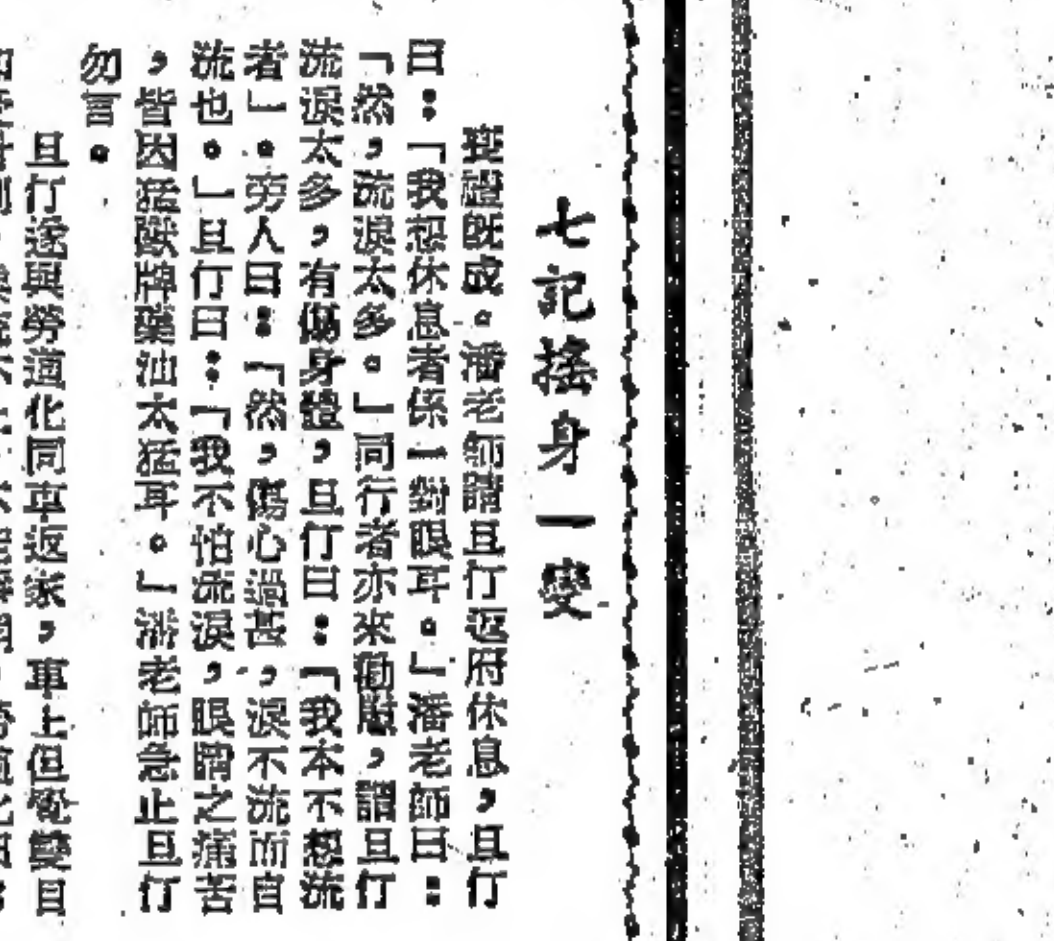 七記搖身一變
喪禮既成。潘老師請且仃返府休息,且仃
曰:「我想休息者係一對眼耳。」潘老師曰:
「然,流淚太多。」同行者亦來勸慰,謂且仃
流淚太多,有傷身體,且仃曰:「我本不想流
者」。旁人曰:「然,傷心過甚,淚不流而自
流也。」且仃曰:「我不怕流淚,眼睛之痛苦
,皆因猛獸牌藥油太猛耳。」潘老師急止且仃
勿言。
且仃遂與勞道化同車返家,車上但覺雙目